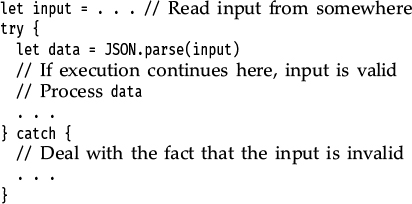 let input = . . . // Read input from somewhere
try {
let data = JSON.parse(input)
// If execution continues here, input is valid
// Process data
. . .
} catch {
// Deal with the fact that the input is invalid
. . .
}